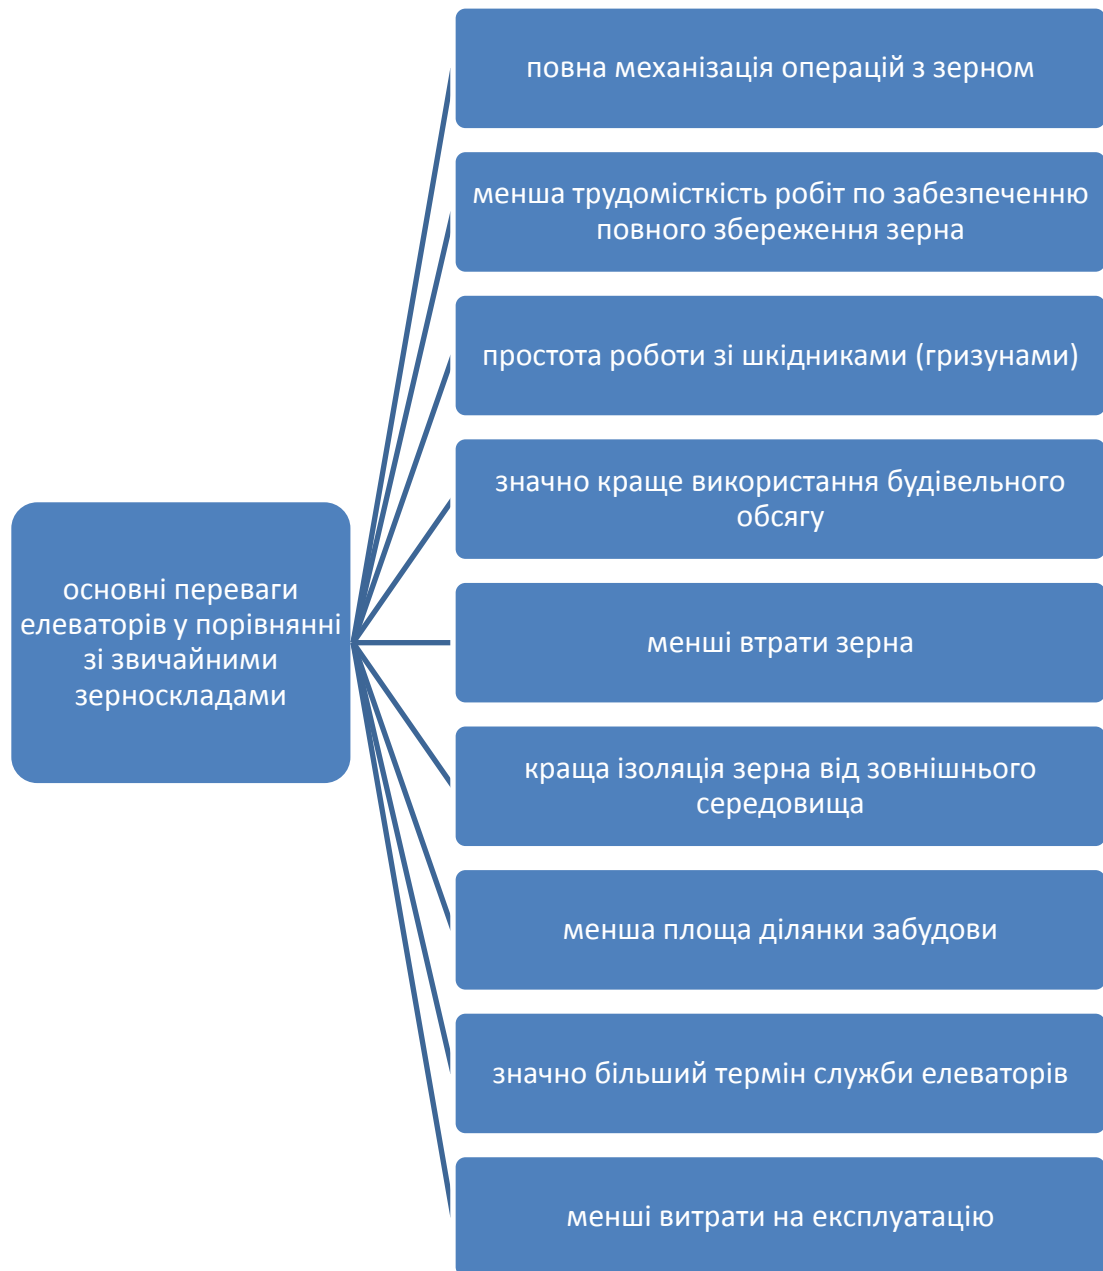 повна механізація операцій з зерном
менша трудомісткість робіт по забезпеченню
повного збереження зерна
простота роботи зі шкідниками (гризунами)
значно краще використання будівельного
обсягу
основні переваги
елеваторів у порівнянні
зі звичайними
зерноскладами
менші втрати зерна
краща ізоляція зерна від зовнішнього
середовища
менша площа ділянки забудови
значно більший термін служби елеваторів
менші витрати на експлуатацію